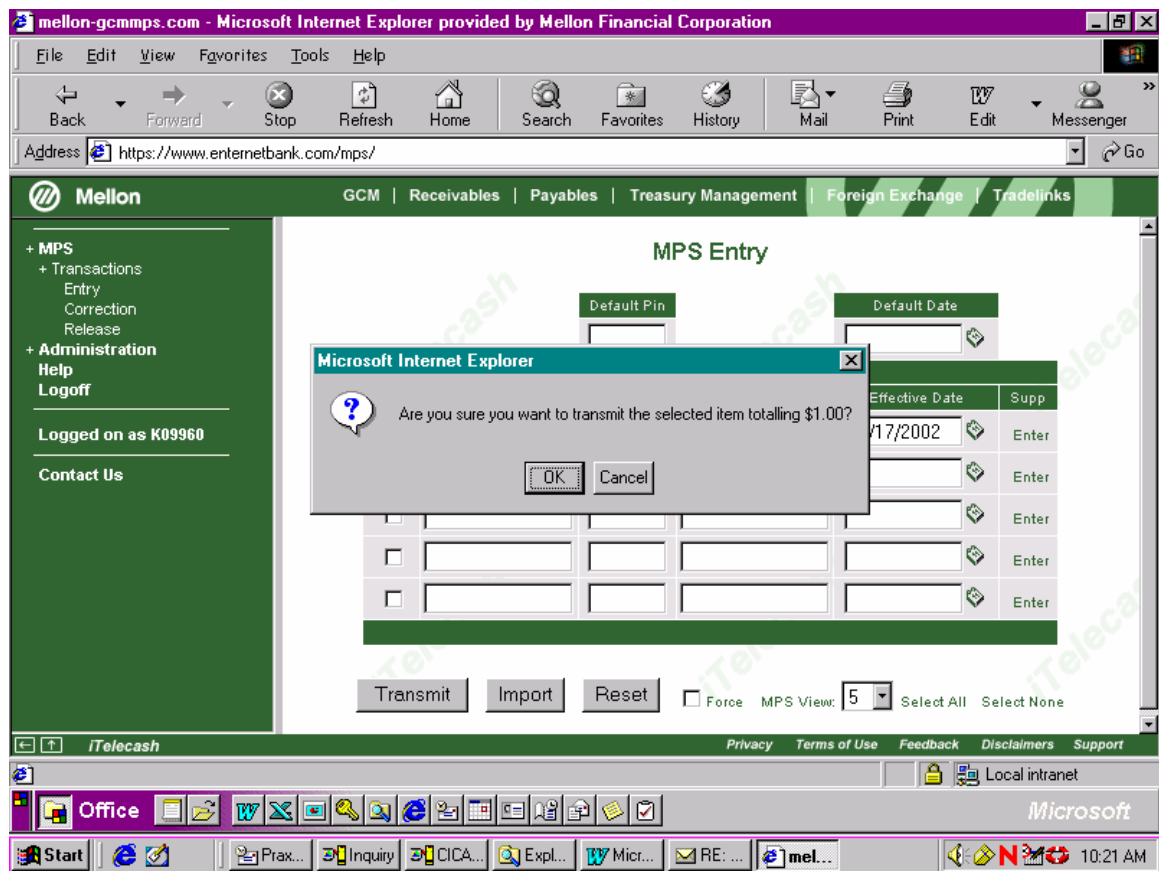 mellon-gcmmps.com - Microsoft Internet Explorer provided by Mellon Financial Corporation
File Edit View Favorites Tools Help
Back Forward Stop Refresh Home Search Favorites History Mail Print Edit Messenger »
Address https://www.enternetbank.com/mps/ Go
Mellon GCM | Receivables | Payables | Treasury Management | Foreign Exchange | Tradelinks
+ MPS
+ Transactions
Entry
Correction
Release
+ Administration
Help
Logoff
Logged on as K09960
Contact Us
MPS Entry
Default Pin Default Date
Microsoft Internet Explorer
Are you sure you want to transmit the selected item totalling $1.00?
OK Cancel
Effective Date Supp
/17/2002 Enter
Enter
Enter
Enter
Enter
Transmit Import Reset Force MPS View: 5 Select All Select None
iTelecash
iTelecash Privacy Terms of Use Feedback Disclaimers Support
Local intranet
Office Microsoft
Start Prax... Inquiry CICA... Expl... Micr... RE: ... mel... 10:21 AM